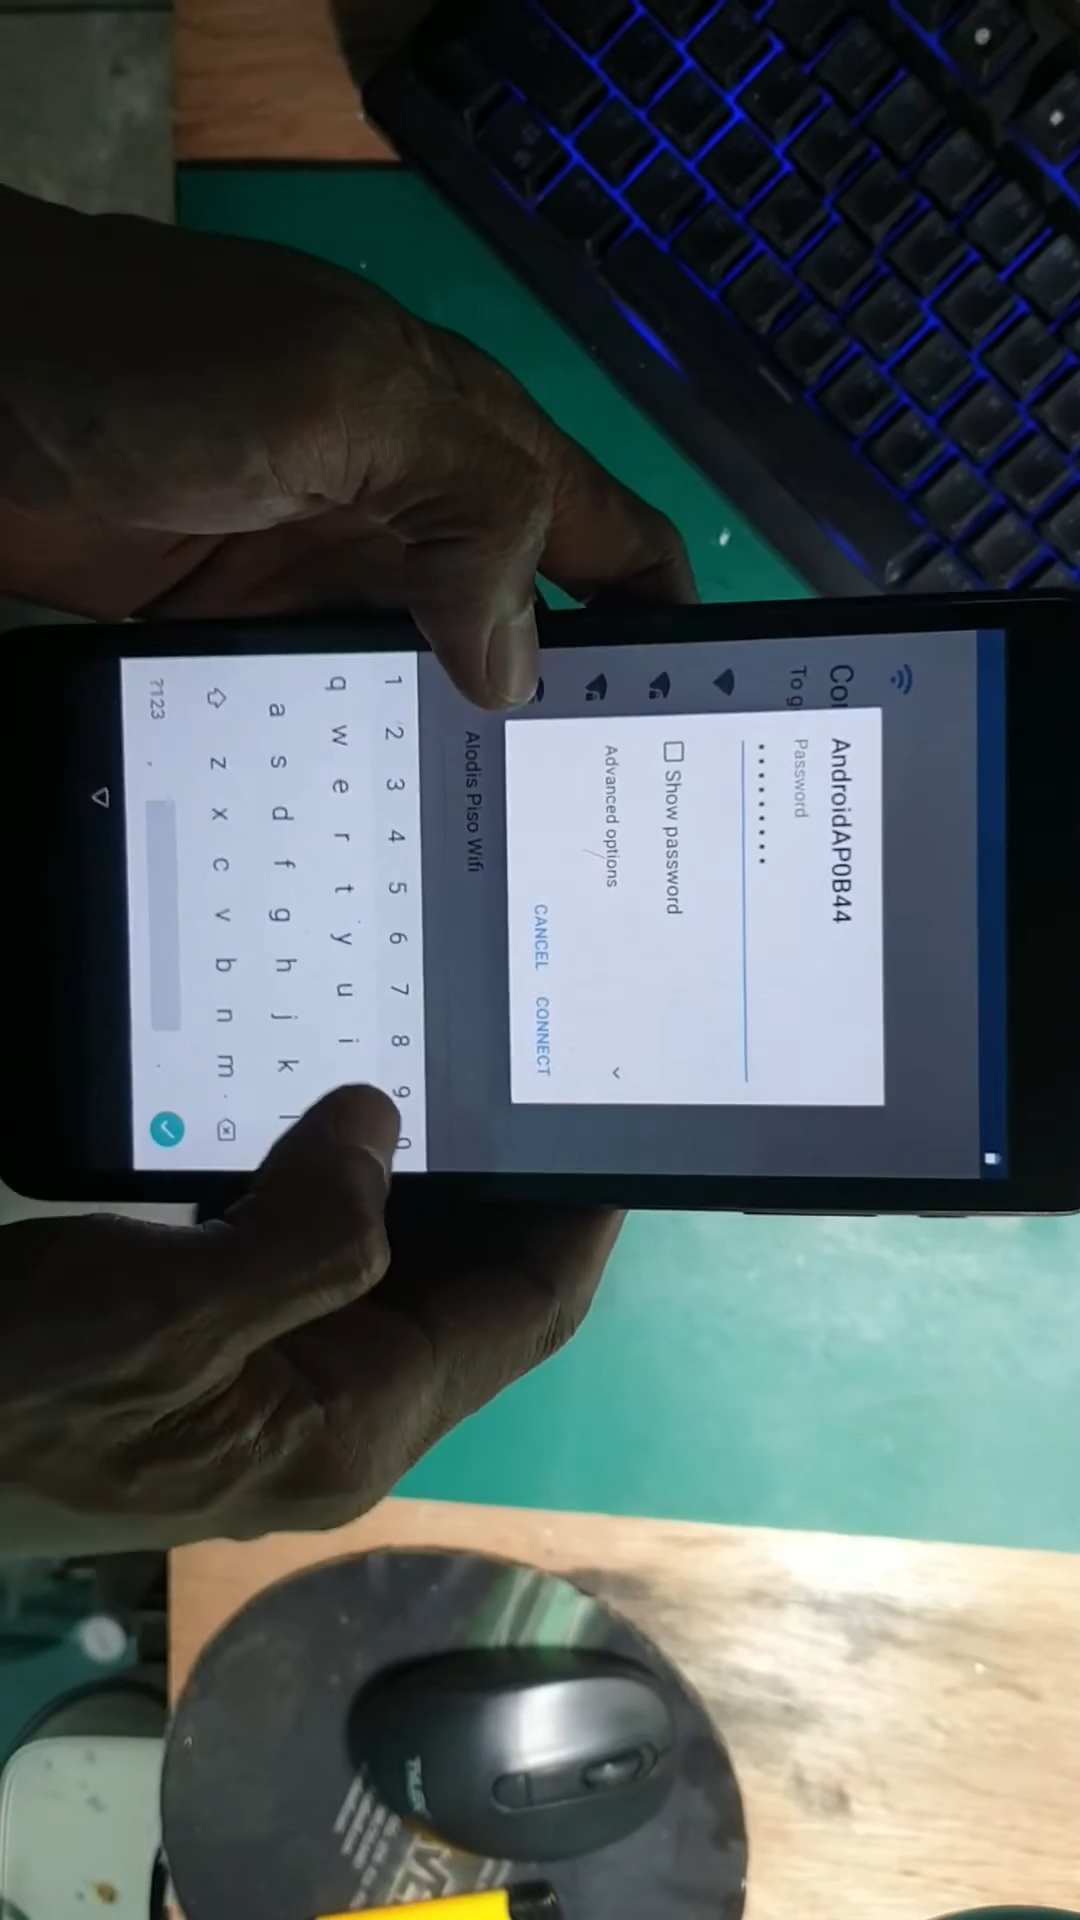 AndroidAP0B44
Password
•••••••••
Show password
Advanced options
CANCEL CONNECT
Alodis Piso Wifi
1 2 3 4 5 6 7 8 9 0
q w e r t y u i
a s d f g h j k l
z x c v b n m
?123 , .